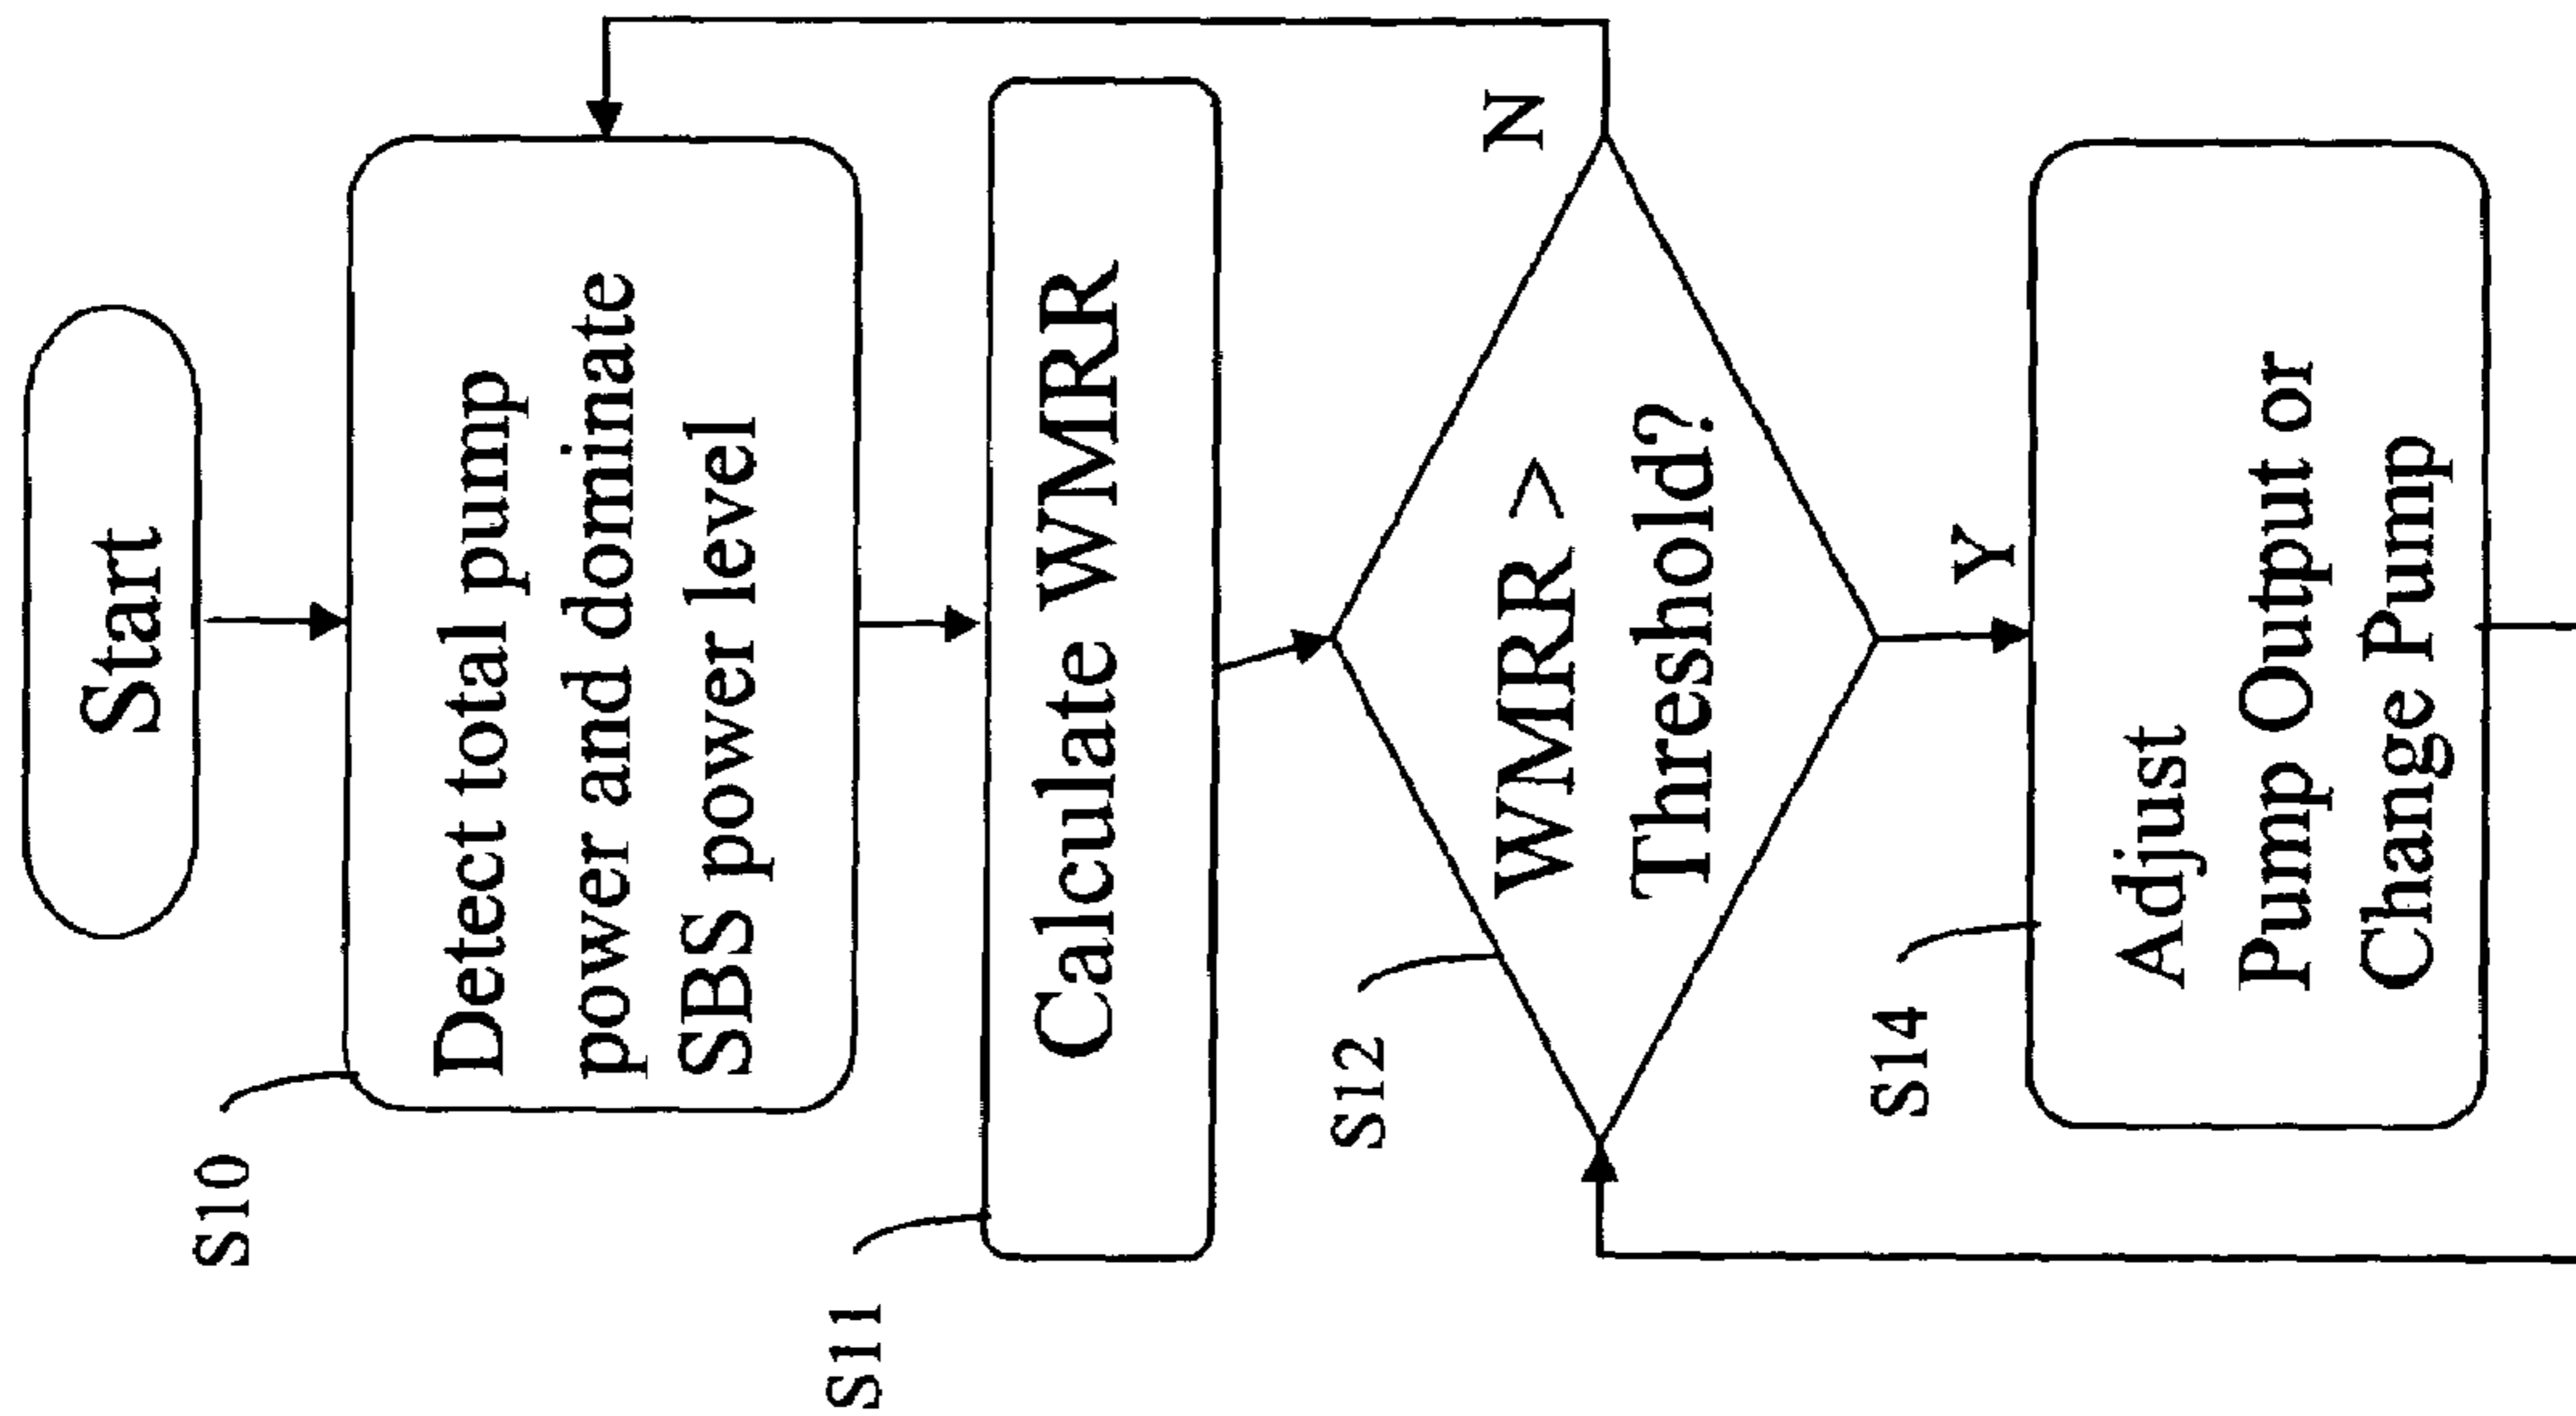 Start
S10
Detect total pump
power and dominate
SBS power level
S11
Calculate WMRR
S12
WMRR >
Threshold?
N
Y
S14
Adjust
Pump Output or
Change Pump